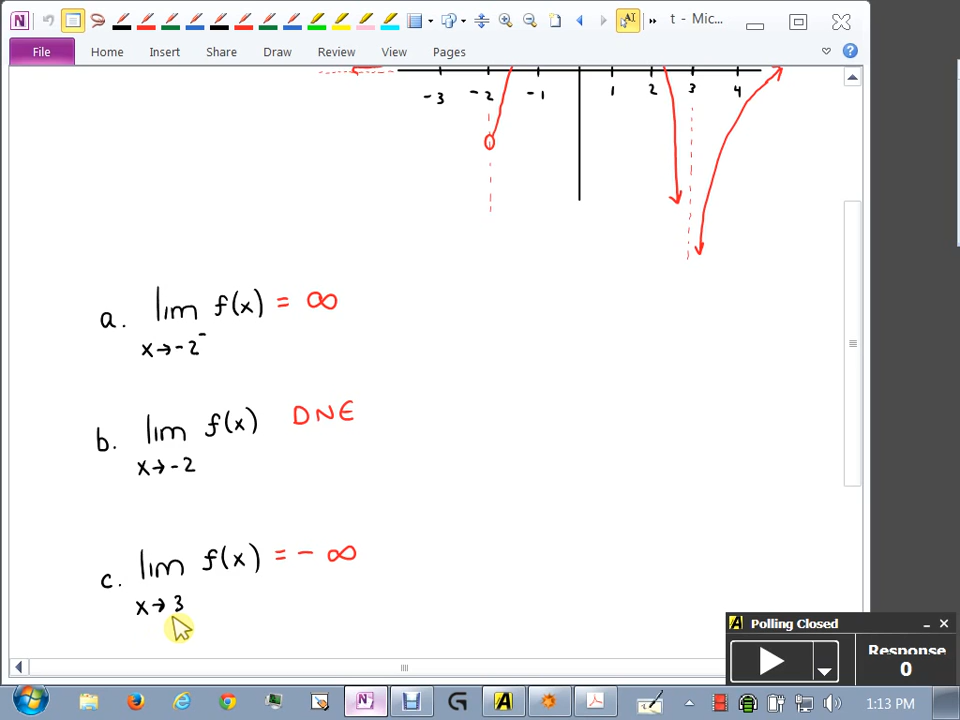 t - Mic...
File Home Insert Share Draw Review View Pages
-3 -2 -1 1 2 3 4
a. lim f(x) = ∞
x→-2⁻
b. lim f(x) DNE
x→-2
c. lim f(x) = -∞
x→3
Polling Closed
Response
0
1:13 PM